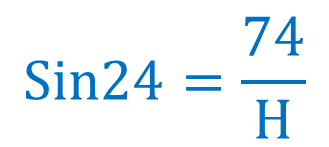 Sin24 = 74/H